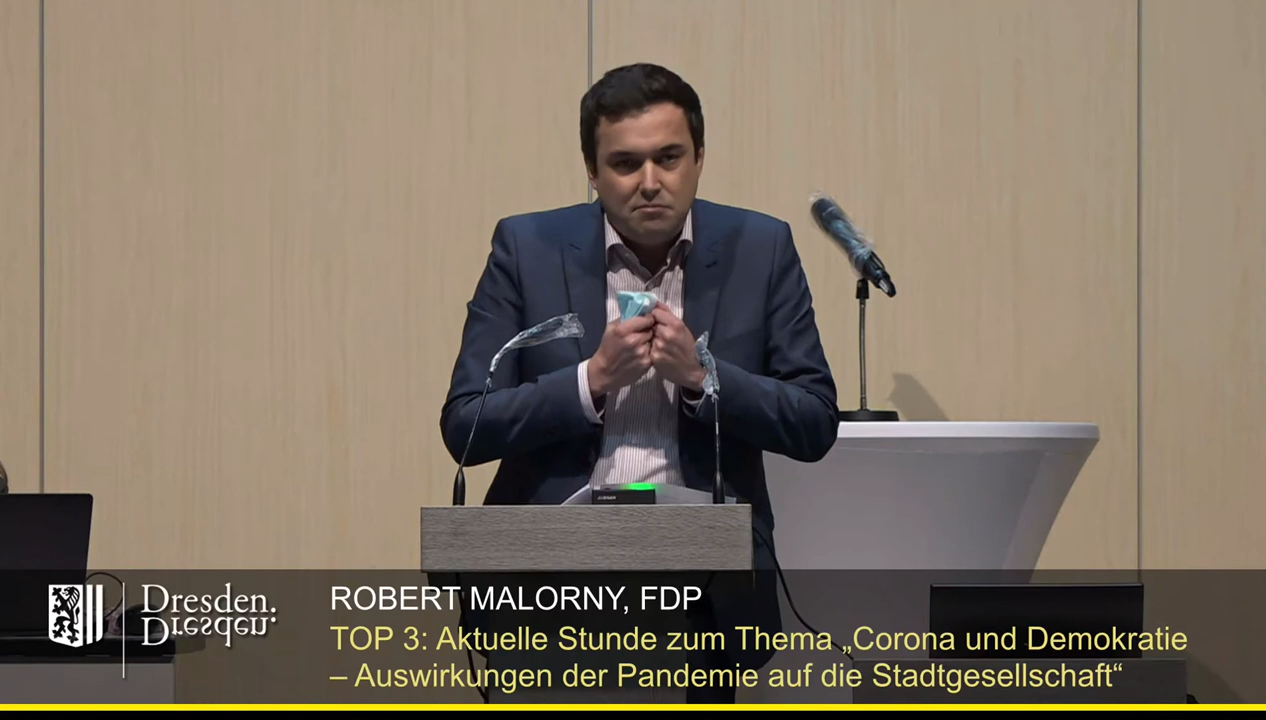 Dresden.
Dresden.
ROBERT MALORNY, FDP
TOP 3: Aktuelle Stunde zum Thema „Corona und Demokratie
– Auswirkungen der Pandemie auf die Stadtgesellschaft“